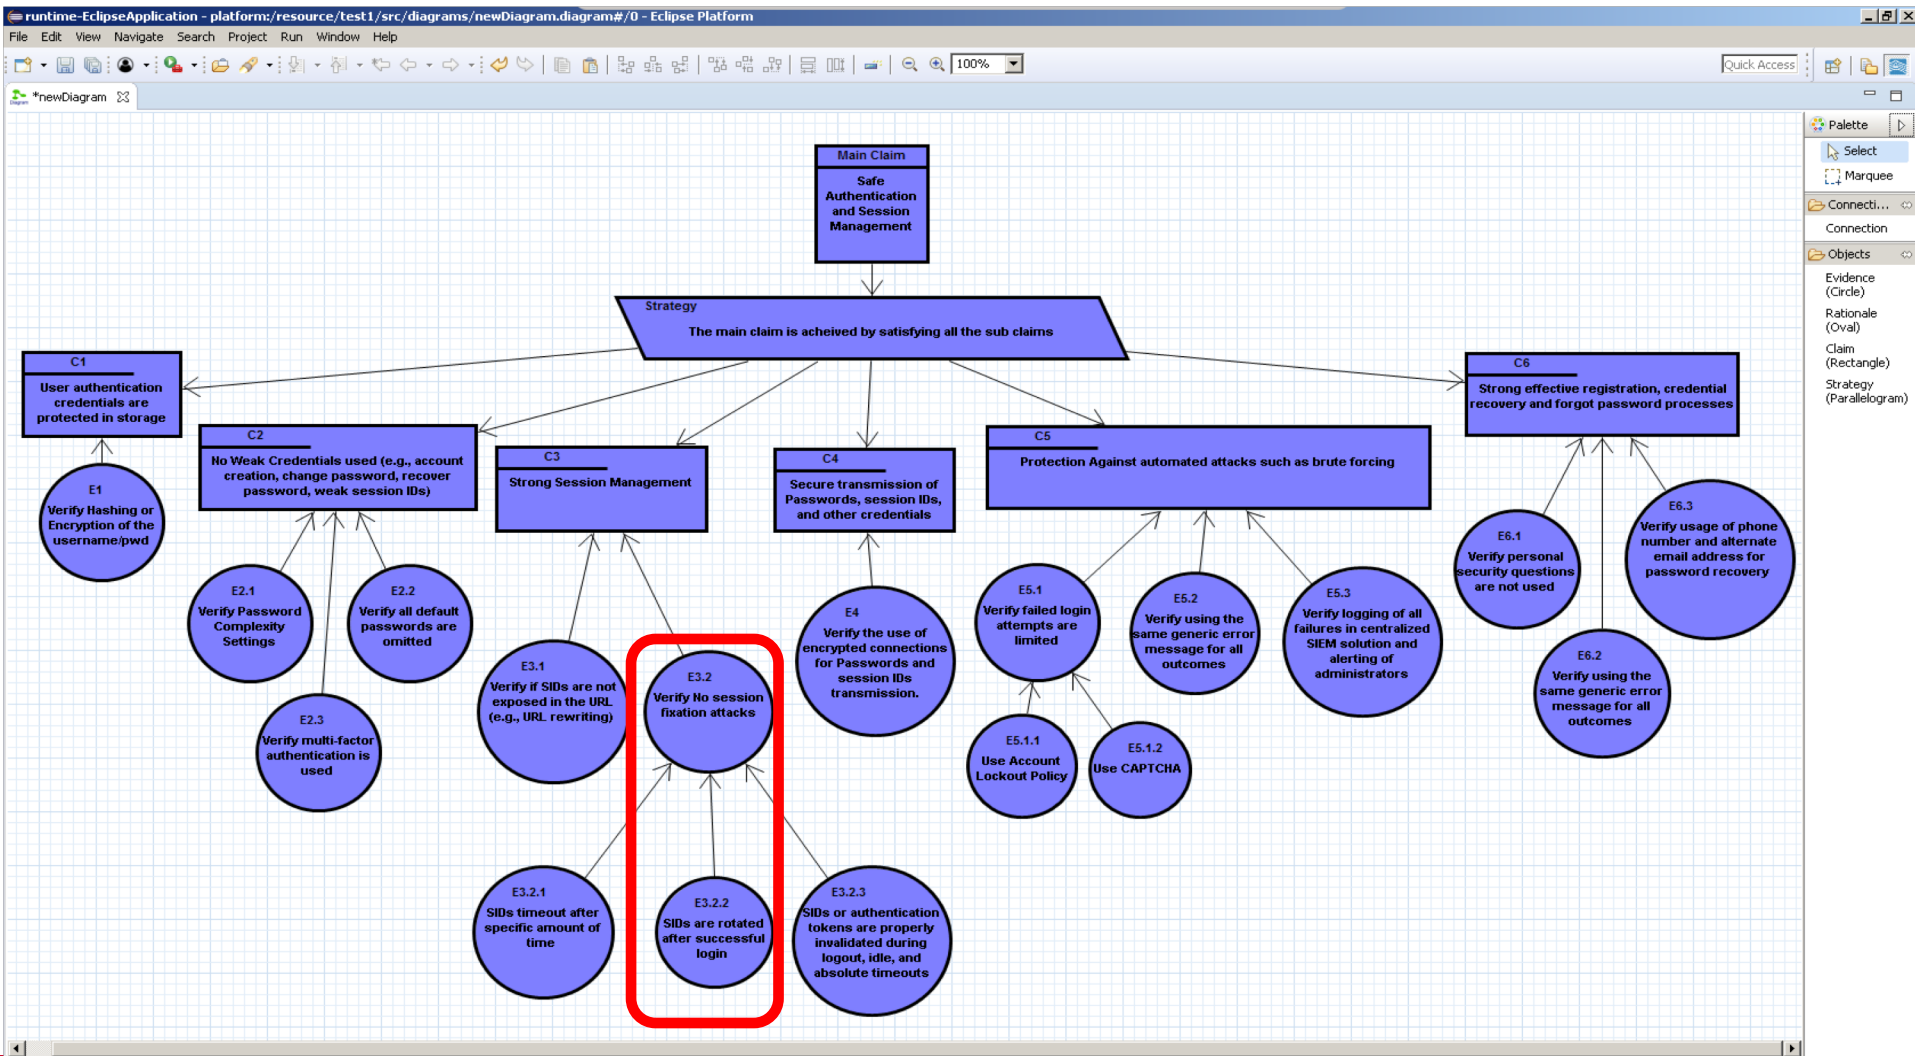 runtime-EclipseApplication - platform:/resource/test1/src/diagrams/newDiagram.diagram#/0 - Eclipse Platform
File Edit View Navigate Search Project Run Window Help
100%
Quick Access
*newDiagram
Palette
Select
Marquee
Connecti...
Connection
Objects
Evidence
(Circle)
Rationale
(Oval)
Claim
(Rectangle)
Strategy
(Parallelogram)
Main Claim
Safe
Authentication
and Session
Management
Strategy
The main claim is acheived by satisfying all the sub claims
C1
User authentication
credentials are
protected in storage
C2
No Weak Credentials used (e.g., account
creation, change password, recover
password, weak session IDs)
C3
Strong Session Management
C4
Secure transmission of
Passwords, session IDs,
and other credentials
C5
Protection Against automated attacks such as brute forcing
C6
Strong effective registration, credential
recovery and forgot password processes
E1
Verify Hashing or
Encryption of the
username/pwd
E2.1
Verify Password
Complexity
Settings
E2.2
Verify all default
passwords are
omitted
E2.3
Verify multi-factor
authentication is
used
E3.1
Verify if SIDs are not
exposed in the URL
(e.g., URL rewriting)
E3.2
Verify No session
fixation attacks
E3.2.1
SIDs timeout after
specific amount of
time
E3.2.2
SIDs are rotated
after successful
login
E3.2.3
SIDs or authentication
tokens are properly
invalidated during
logout, idle, and
absolute timeouts
E4
Verify the use of
encrypted connections
for Passwords and
session IDs
transmission.
E5.1
Verify failed login
attempts are
limited
E5.1.1
Use Account
Lockout Policy
E5.1.2
Use CAPTCHA
E5.2
Verify using the
same generic error
message for all
outcomes
E5.3
Verify logging of all
failures in centralized
SIEM solution and
alerting of
administrators
E6.1
Verify personal
security questions
are not used
E6.2
Verify using the
same generic error
message for all
outcomes
E6.3
Verify usage of phone
number and alternate
email address for
password recovery